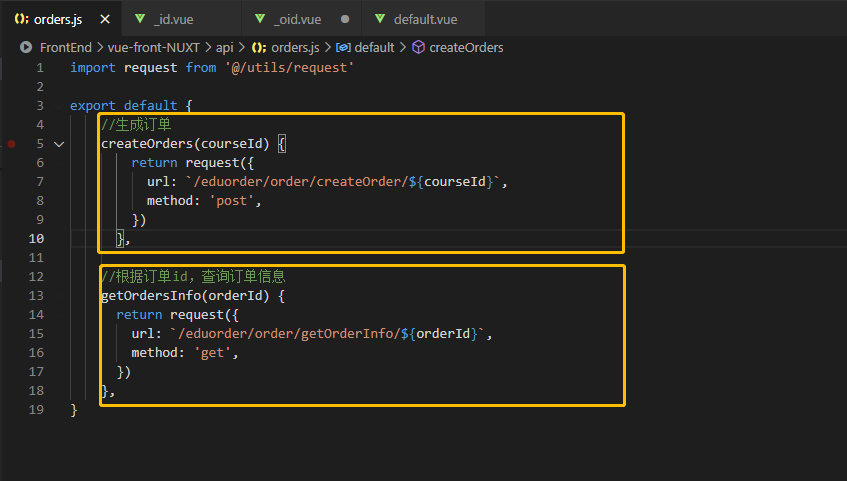 orders.js _id.vue _oid.vue default.vue
FrontEnd > vue-front-NUXT > api > orders.js > default > createOrders
1 import request from '@/utils/request'
2
3 export default {
4 //生成订单
5 createOrders(courseId) {
6 return request({
7 url: `/eduorder/order/createOrder/${courseId}`,
8 method: 'post',
9 })
10 },
11
12 //根据订单id，查询订单信息
13 getOrdersInfo(orderId) {
14 return request({
15 url: `/eduorder/order/getOrderInfo/${orderId}`,
16 method: 'get',
17 })
18 },
19 }